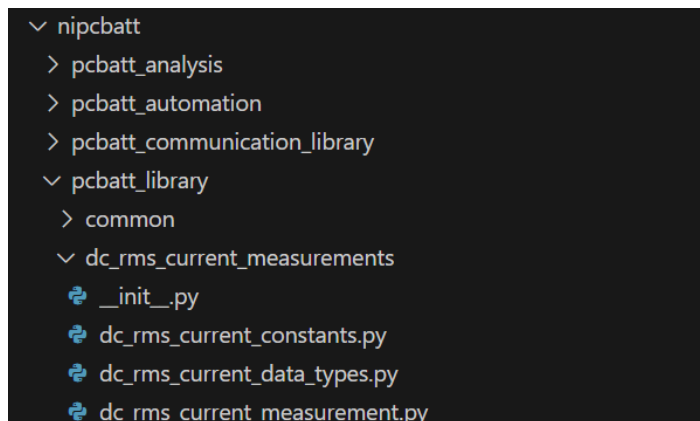 nipcbatt
pcbatt_analysis
pcbatt_automation
pcbatt_communication_library
pcbatt_library
common
dc_rms_current_measurements
__init__.py
dc_rms_current_constants.py
dc_rms_current_data_types.py
dc_rms_current_measurement.py